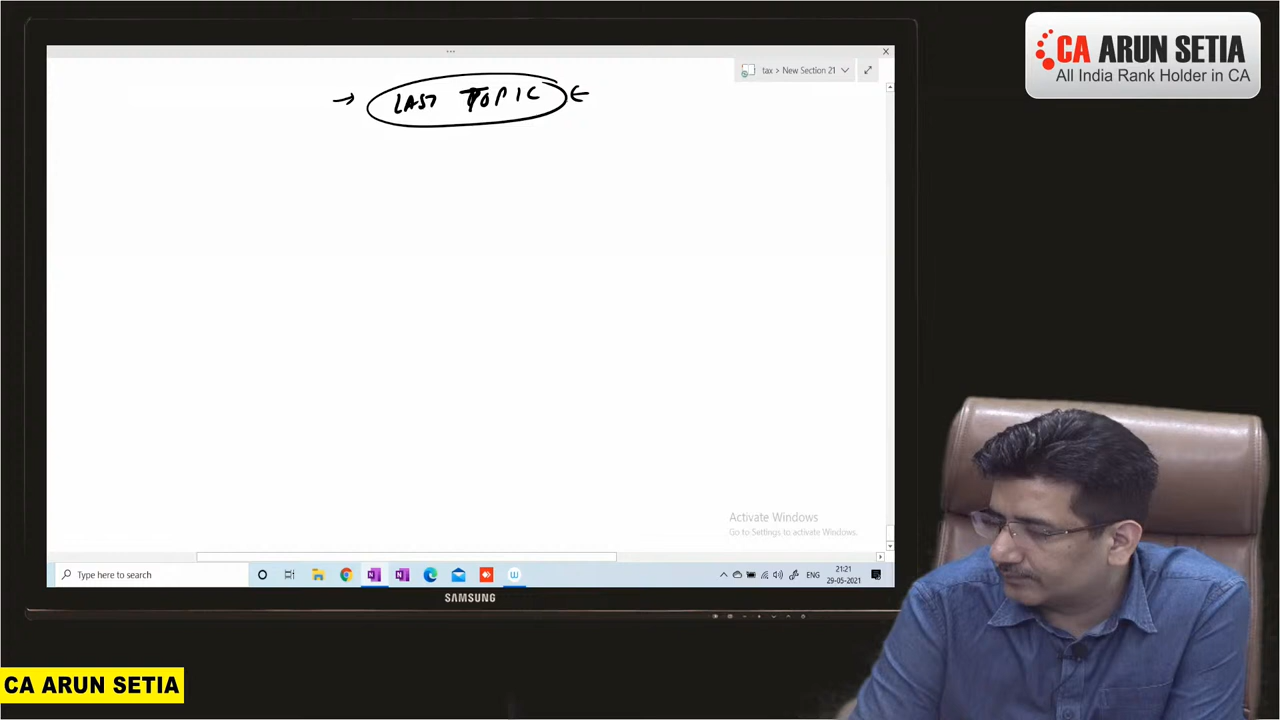 CA ARUN SETIA
All India Rank Holder in CA
tax > New Section 21
→ LAST TOPIC ←
Activate Windows
Go to Settings to activate Windows.
Type here to search
ENG
21:21
29-05-2021
SAMSUNG
CA ARUN SETIA